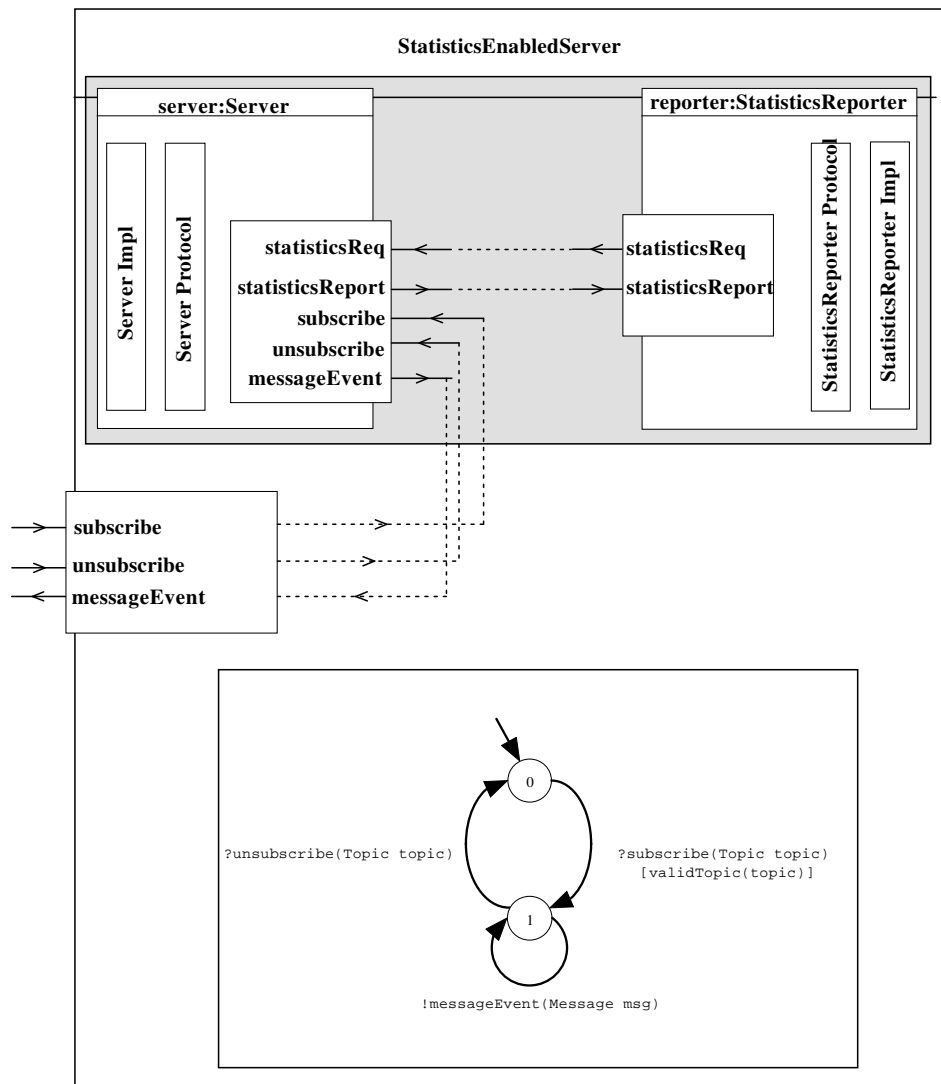 StatisticsEnabledServer
server:Server
reporter:StatisticsReporter
Server Impl
Server Protocol
statisticsReq
statisticsReport
subscribe
unsubscribe
messageEvent
statisticsReq
statisticsReport
StatisticsReporter Protocol
StatisticsReporter Impl
subscribe
unsubscribe
messageEvent
0
?unsubscribe(Topic topic)
?subscribe(Topic topic)
[validTopic(topic)]
1
!messageEvent(Message msg)